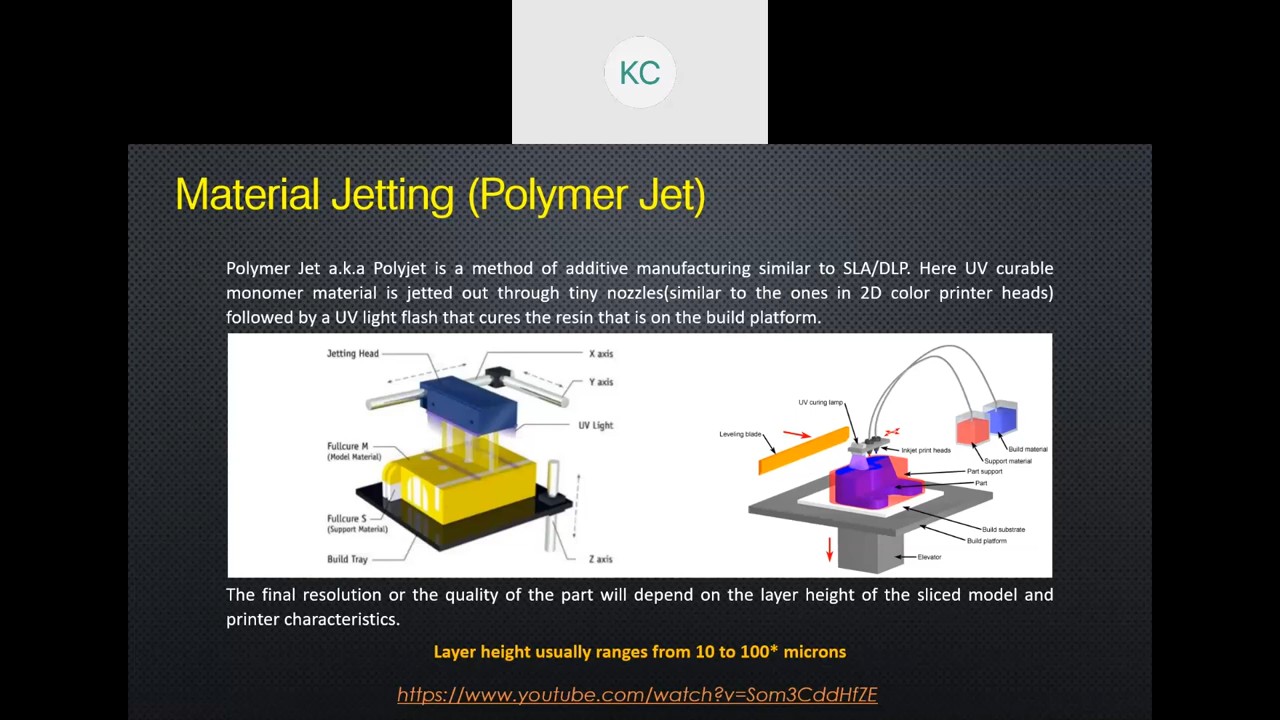 KC
Material Jetting (Polymer Jet)
Polymer Jet a.k.a Polyjet is a method of additive manufacturing similar to SLA/DLP. Here UV curable
monomer material is jetted out through tiny nozzles(similar to the ones in 2D color printer heads)
followed by a UV light flash that cures the resin that is on the build platform.
Jetting Head
X axis
Y axis
UV Light
Fullcure M
(Model Material)
Fullcure S
(Support Material)
Build Tray
Z axis
UV curing lamp
Leveling blade
Inkjet print heads
Build material
Support material
Part support
Part
Build substrate
Build platform
Elevator
The final resolution or the quality of the part will depend on the layer height of the sliced model and
printer characteristics.
Layer height usually ranges from 10 to 100* microns
https://www.youtube.com/watch?v=Som3CddHfZE